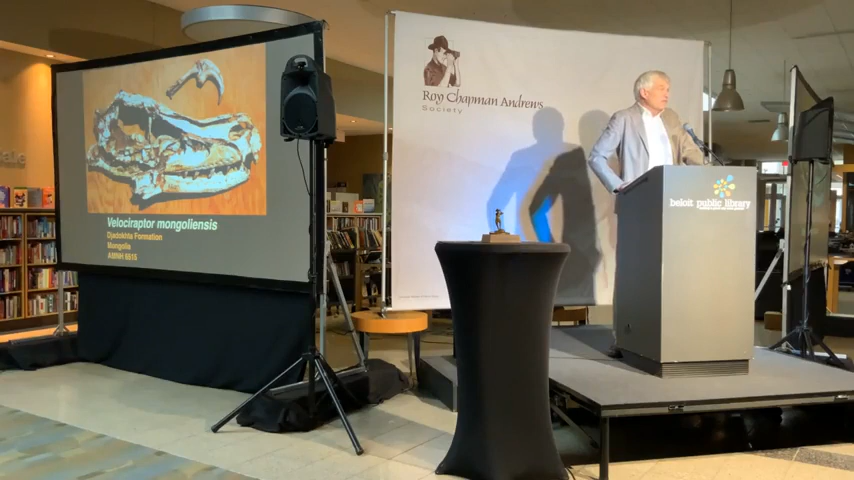 Velociraptor mongoliensis
Djadokhta Formation
Mongolia
AMNH 6515
Roy Chapman Andrews
Society
beloit public library